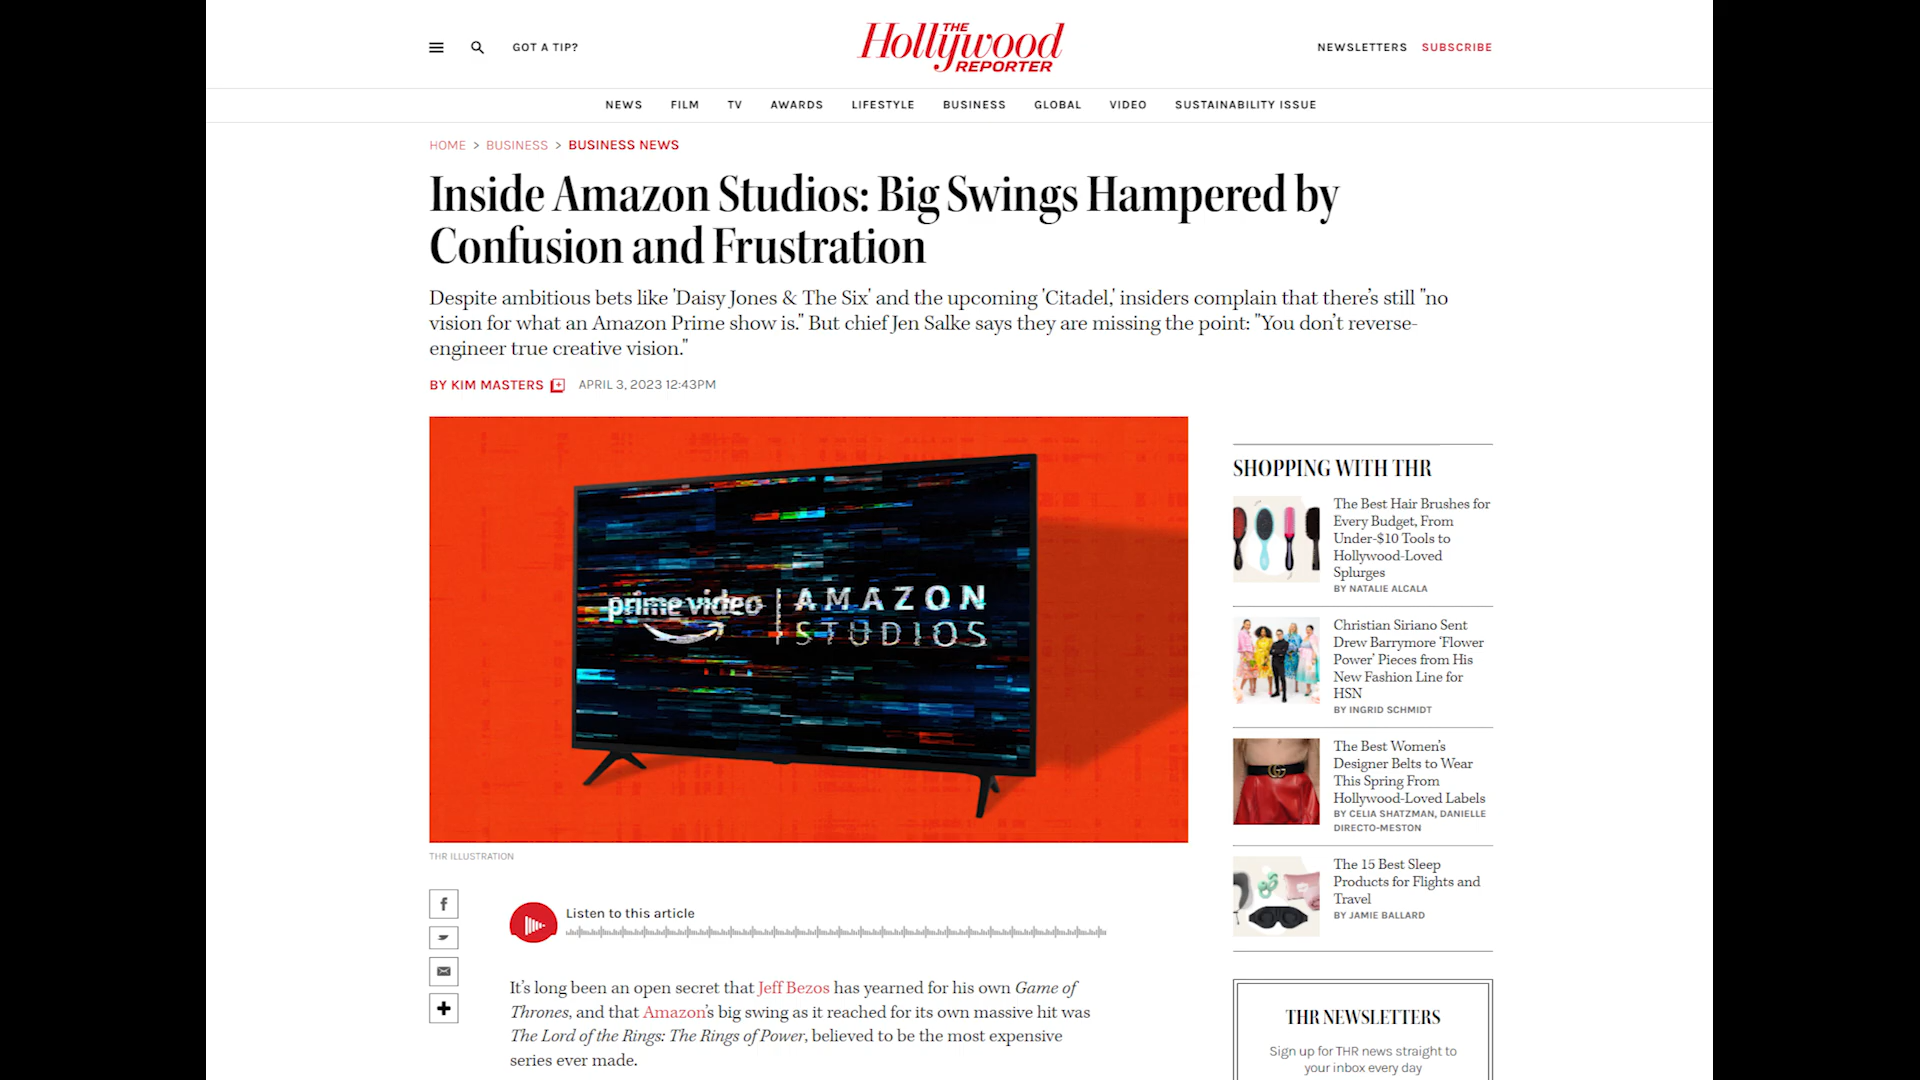 GOT A TIP?
THE
Hollywood
REPORTER
NEWSLETTERS SUBSCRIBE
NEWS FILM TV AWARDS LIFESTYLE BUSINESS GLOBAL VIDEO SUSTAINABILITY ISSUE
HOME > BUSINESS > BUSINESS NEWS
Inside Amazon Studios: Big Swings Hampered by
Confusion and Frustration
Despite ambitious bets like 'Daisy Jones & The Six' and the upcoming 'Citadel,' insiders complain that there's still "no
vision for what an Amazon Prime show is." But chief Jen Salke says they are missing the point: "You don't reverse-
engineer true creative vision."
BY KIM MASTERS APRIL 3, 2023 12:43PM
prime video AMAZON
STUDIOS
THR ILLUSTRATION
Listen to this article
It's long been an open secret that Jeff Bezos has yearned for his own Game of
Thrones, and that Amazon's big swing as it reached for its own massive hit was
The Lord of the Rings: The Rings of Power, believed to be the most expensive
series ever made.
SHOPPING WITH THR
The Best Hair Brushes for
Every Budget, From
Under-$10 Tools to
Hollywood-Loved
Splurges
BY NATALIE ALCALA
Christian Siriano Sent
Drew Barrymore 'Flower
Power' Pieces from His
New Fashion Line for
HSN
BY INGRID SCHMIDT
The Best Women's
Designer Belts to Wear
This Spring From
Hollywood-Loved Labels
BY CELIA SHATZMAN, DANIELLE
DIRECTO-MESTON
The 15 Best Sleep
Products for Flights and
Travel
BY JAMIE BALLARD
THR NEWSLETTERS
Sign up for THR news straight to
your inbox every day